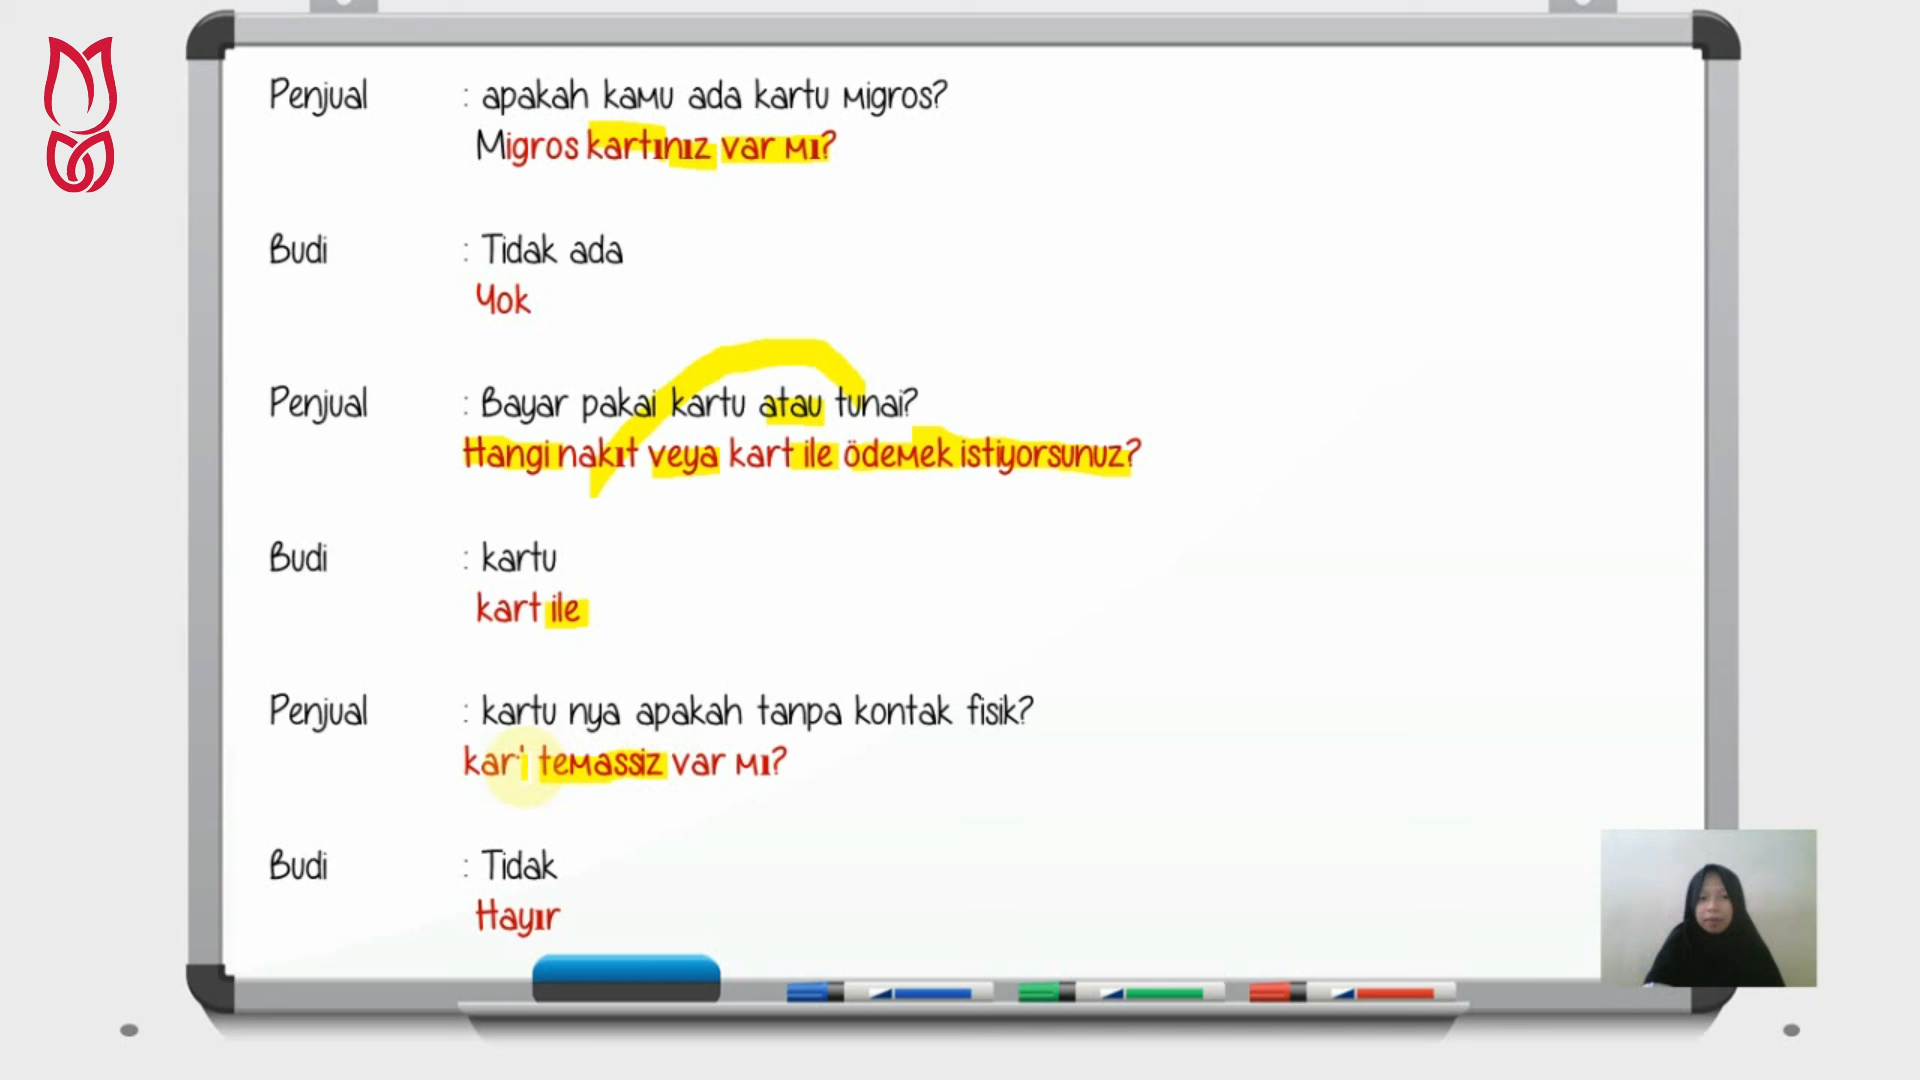 Penjual : apakah kamu ada kartu migros?
Migros kartınız var mı?
Budi : Tidak ada
Yok
Penjual : Bayar pakai kartu atau tunai?
Hangi nakıt veya kart ile ödemek istiyorsunuz?
Budi : kartu
kart ile
Penjual : kartu nya apakah tanpa kontak fisik?
temassiz var mı?
Budi : Tidak
Hayır